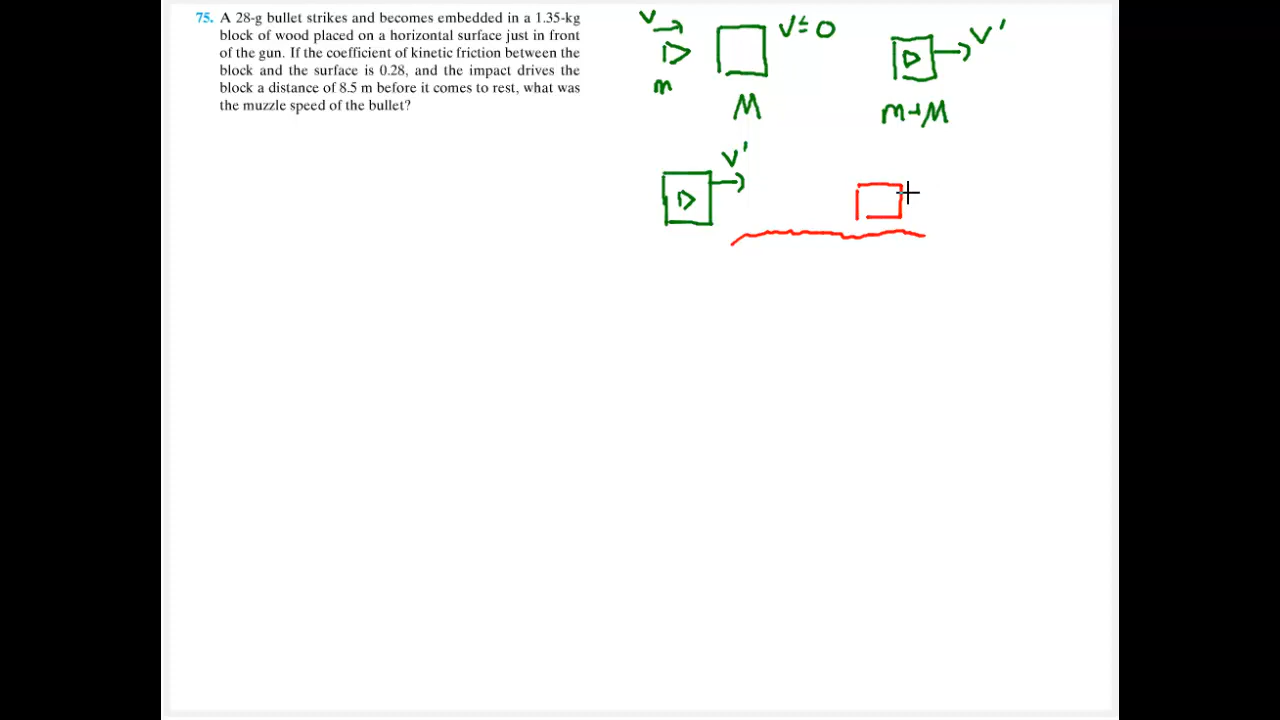 75. A 28-g bullet strikes and becomes embedded in a 1.35-kg
block of wood placed on a horizontal surface just in front
of the gun. If the coefficient of kinetic friction between the
block and the surface is 0.28, and the impact drives the
block a distance of 8.5 m before it comes to rest, what was
the muzzle speed of the bullet?
V
V=0
V'
m
M
m+M
V'